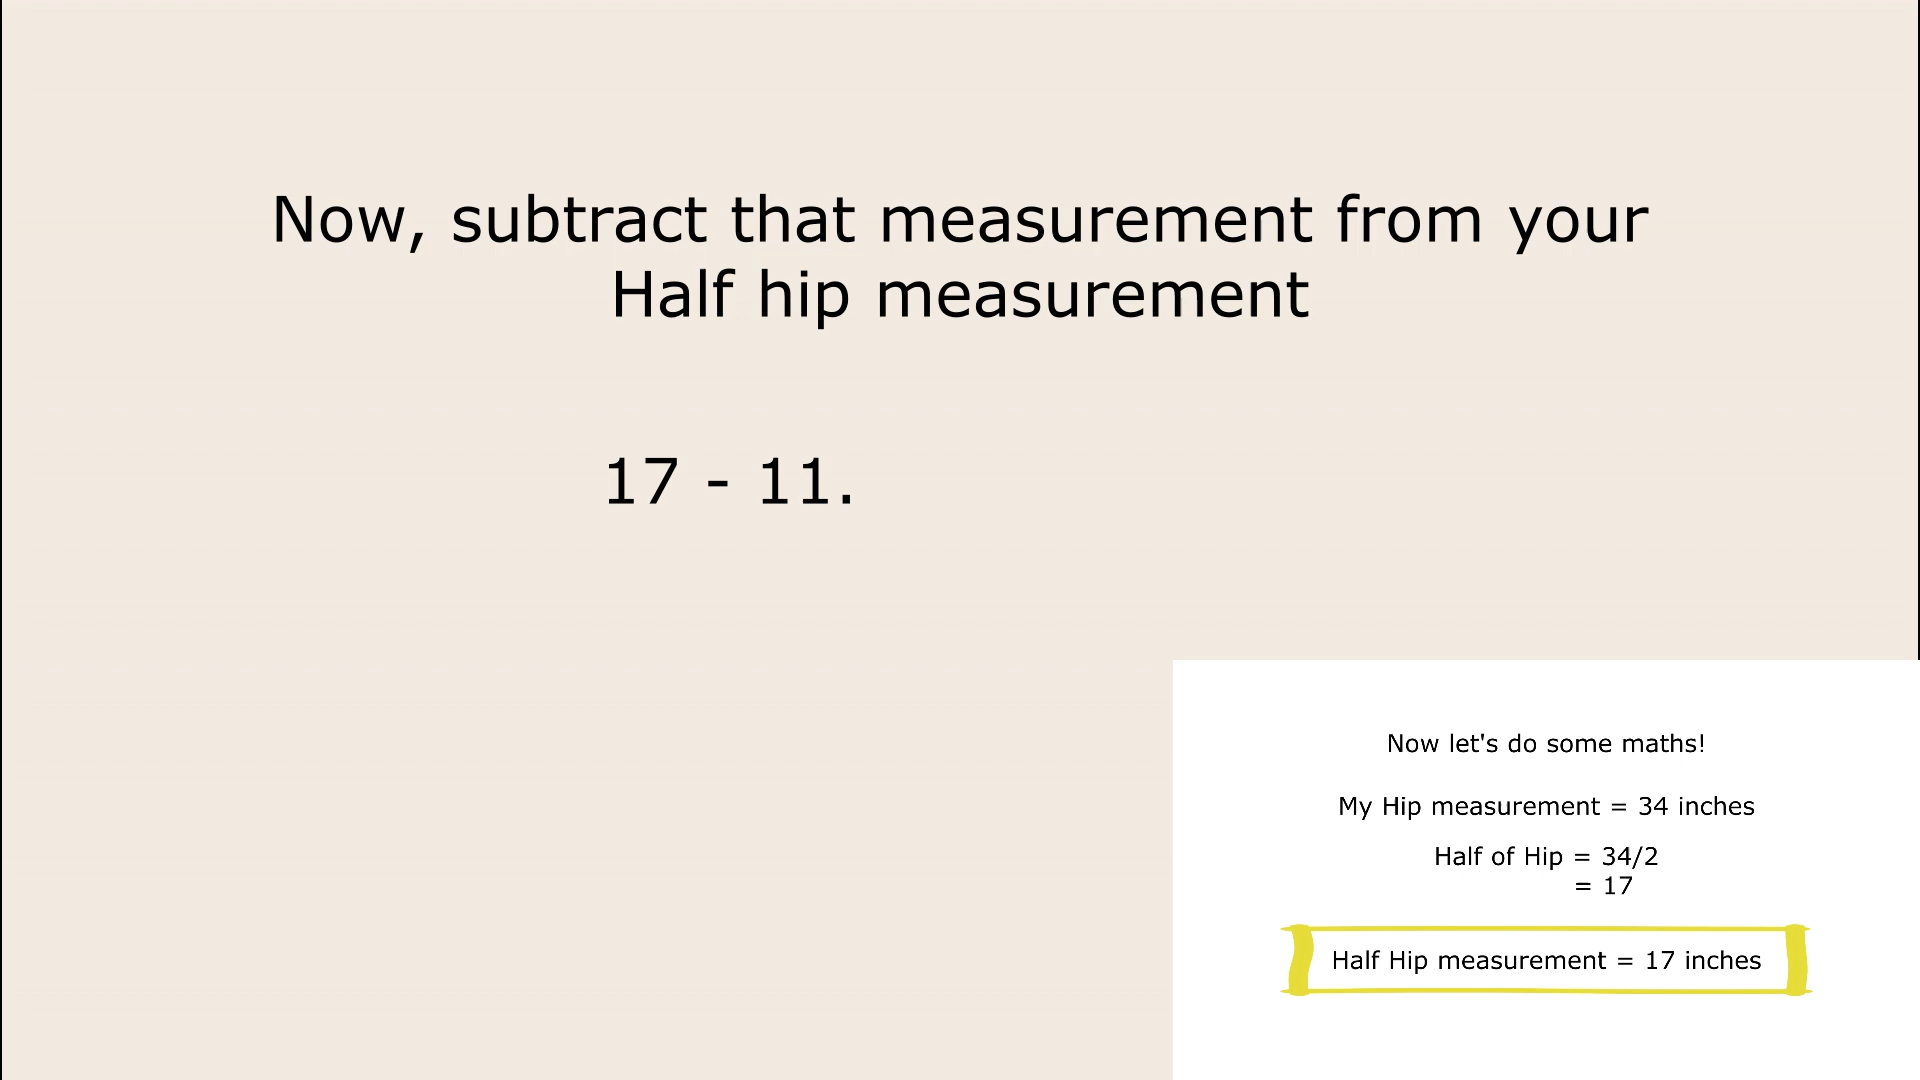 Now, subtract that measurement from your
Half hip measurement
17 - 11.
Now let's do some maths!
My Hip measurement = 34 inches
Half of Hip = 34/2
= 17
Half Hip measurement = 17 inches